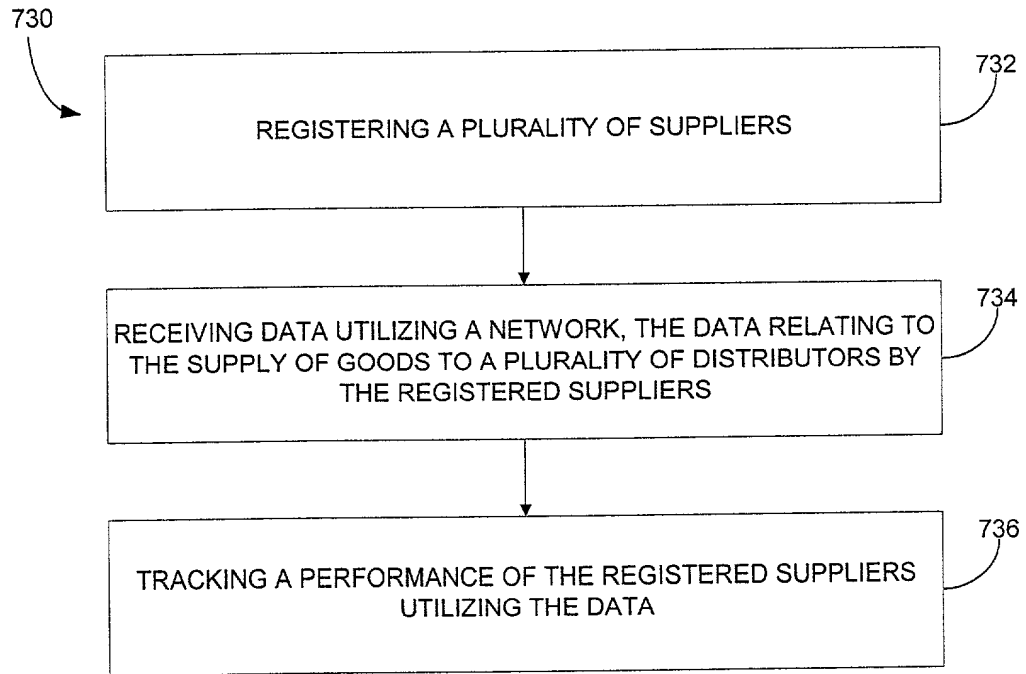 730
732
REGISTERING A PLURALITY OF SUPPLIERS
734
RECEIVING DATA UTILIZING A NETWORK, THE DATA RELATING TO
THE SUPPLY OF GOODS TO A PLURALITY OF DISTRIBUTORS BY
THE REGISTERED SUPPLIERS
736
TRACKING A PERFORMANCE OF THE REGISTERED SUPPLIERS
UTILIZING THE DATA